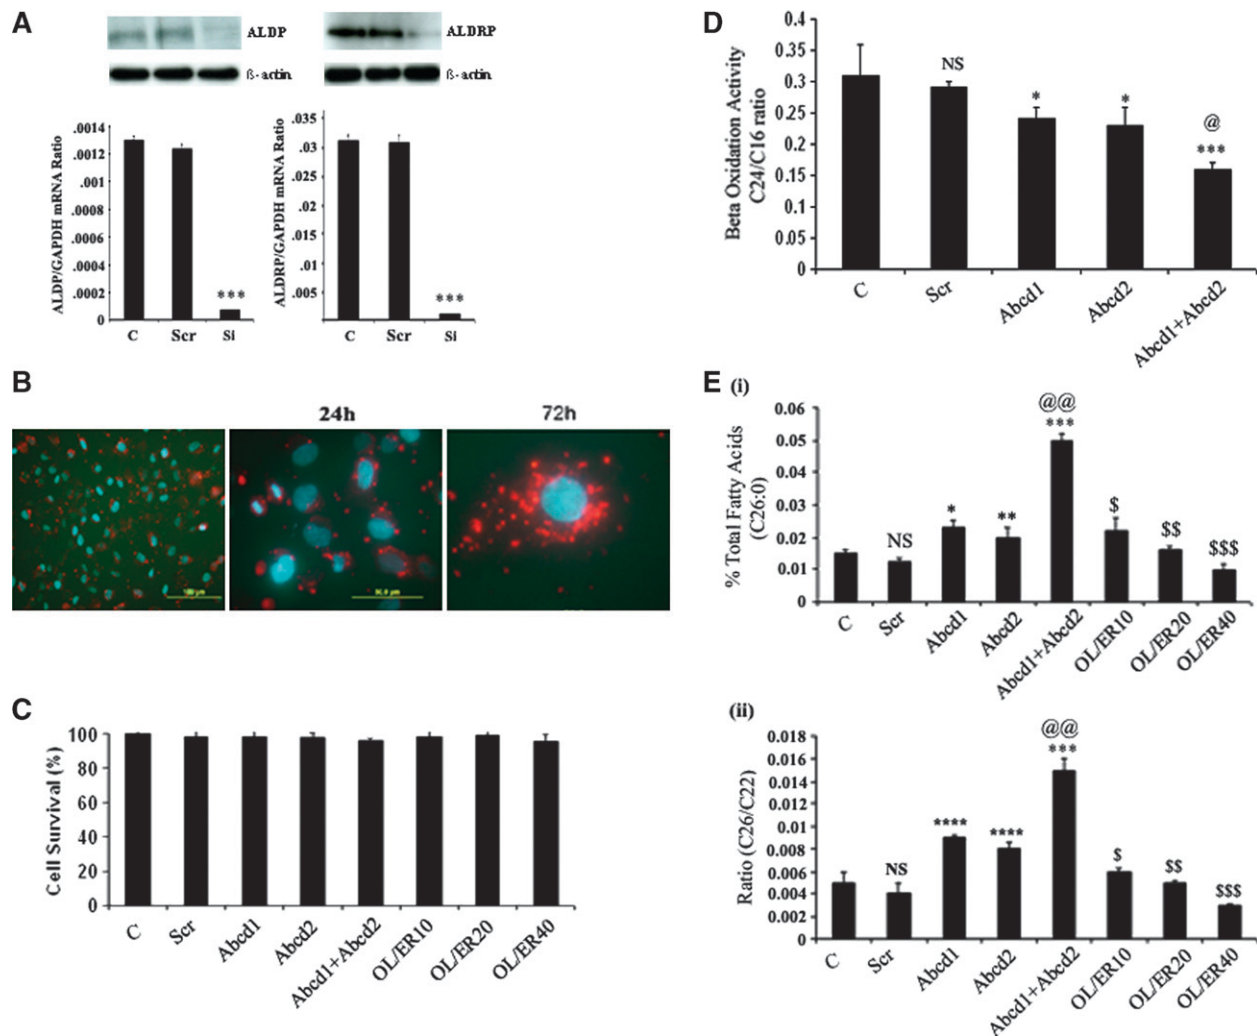 A
ALDP
ß-actin
ALDRP
ß-actin
ALDP/GAPDH mRNA Ratio
.0014
.0012
.001
.0008
.0006
.0004
.0002
0
***
C Scr Si
ALDRP/GAPDH mRNA Ratio
.035
.03
.025
.02
.015
.01
.005
***
C Scr Si
B
24h
72h
100 µm
50.0 µm
C
Cell Survival (%)
100
80
60
40
20
0
C
Scr
Abcd1
Abcd2
Abcd1+Abcd2
OL/ER10
OL/ER20
OL/ER40
D
Beta Oxidation Activity
C24/C16 ratio
0.4
0.35
0.3
0.25
0.2
0.15
0.1
0.05
0
NS
*
*
@
***
C
Scr
Abcd1
Abcd2
Abcd1+Abcd2
E (i)
% Total Fatty Acids
(C26:0)
0.06
0.05
0.04
0.03
0.02
0.01
0
NS
*
**
@@
***
$
$$
$$$
C
Scr
Abcd1
Abcd2
Abcd1+Abcd2
OL/ER10
OL/ER20
OL/ER40
(ii)
Ratio (C26/C22)
0.018
0.016
0.014
0.012
0.01
0.008
0.006
0.004
0.002
0
NS
****
****
@@
***
$
$$
$$$
C
Scr
Abcd1
Abcd2
Abcd1+Abcd2
OL/ER10
OL/ER20
OL/ER40